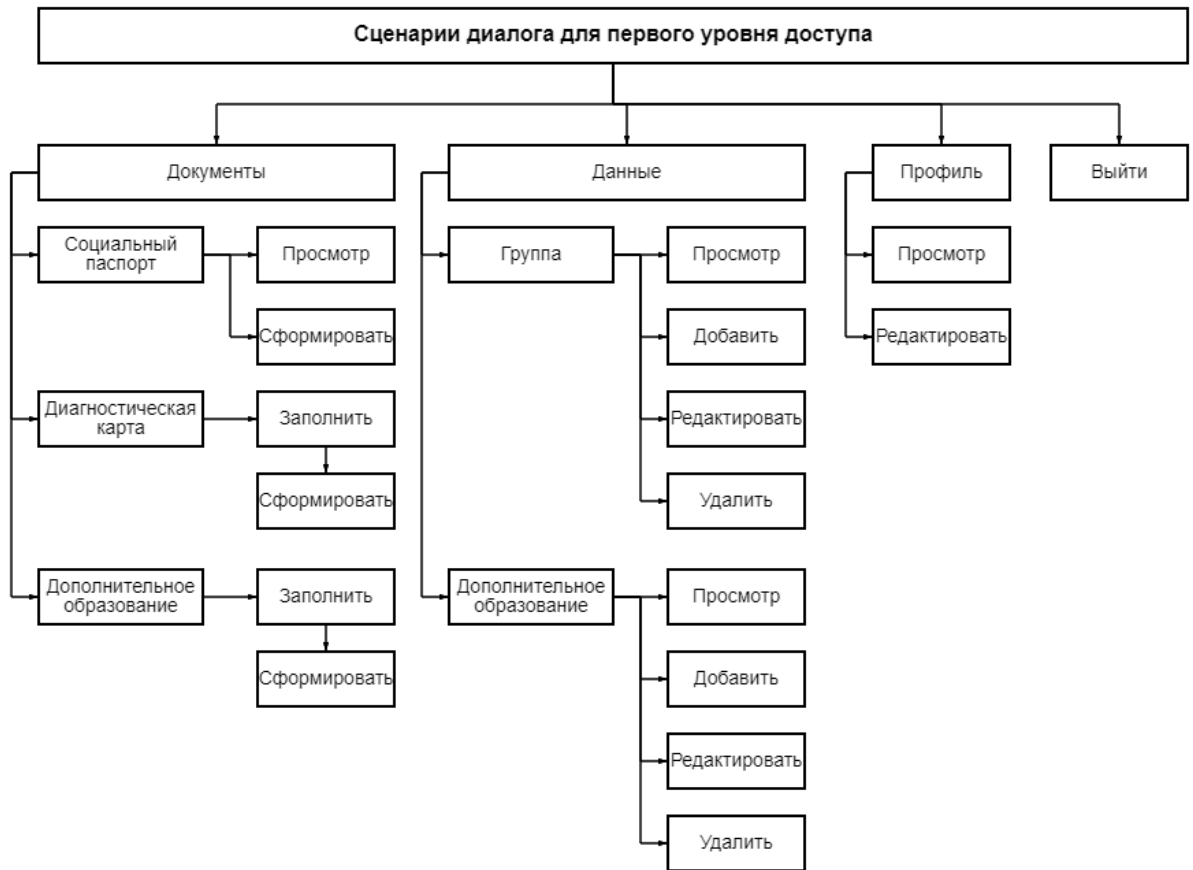 Сценарии диалога для первого уровня доступа
Документы
Данные
Профиль
Выйти
Социальный
паспорт
Просмотр
Группа
Просмотр
Просмотр
Сформировать
Добавить
Редактировать
Диагностическая
карта
Заполнить
Редактировать
Сформировать
Удалить
Дополнительное
образование
Заполнить
Дополнительное
образование
Просмотр
Сформировать
Добавить
Редактировать
Удалить